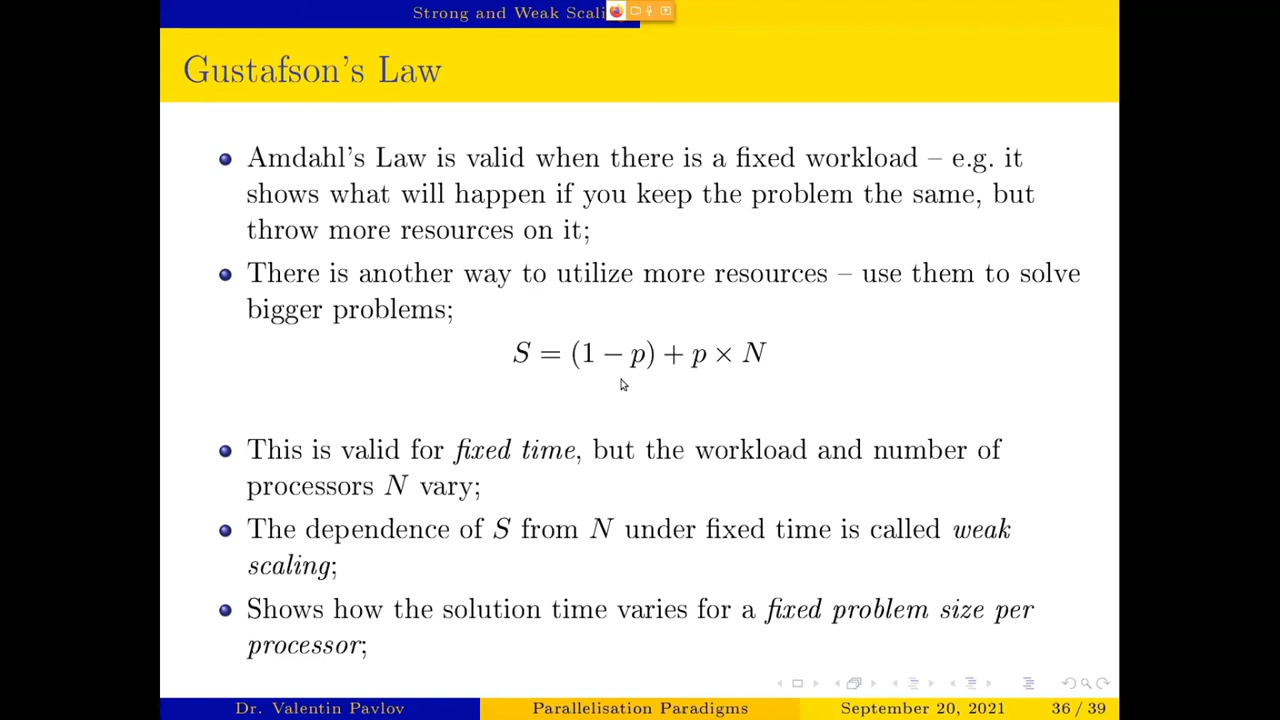 Strong and Weak Scali
Gustafson's Law
Amdahl's Law is valid when there is a fixed workload – e.g. it
shows what will happen if you keep the problem the same, but
throw more resources on it;
There is another way to utilize more resources – use them to solve
bigger problems;
S = (1 − p) + p × N
This is valid for fixed time, but the workload and number of
processors N vary;
The dependence of S from N under fixed time is called weak
scaling;
Shows how the solution time varies for a fixed problem size per
processor;
Dr. Valentin Pavlov
Parallelisation Paradigms
September 20, 2021
36 / 39